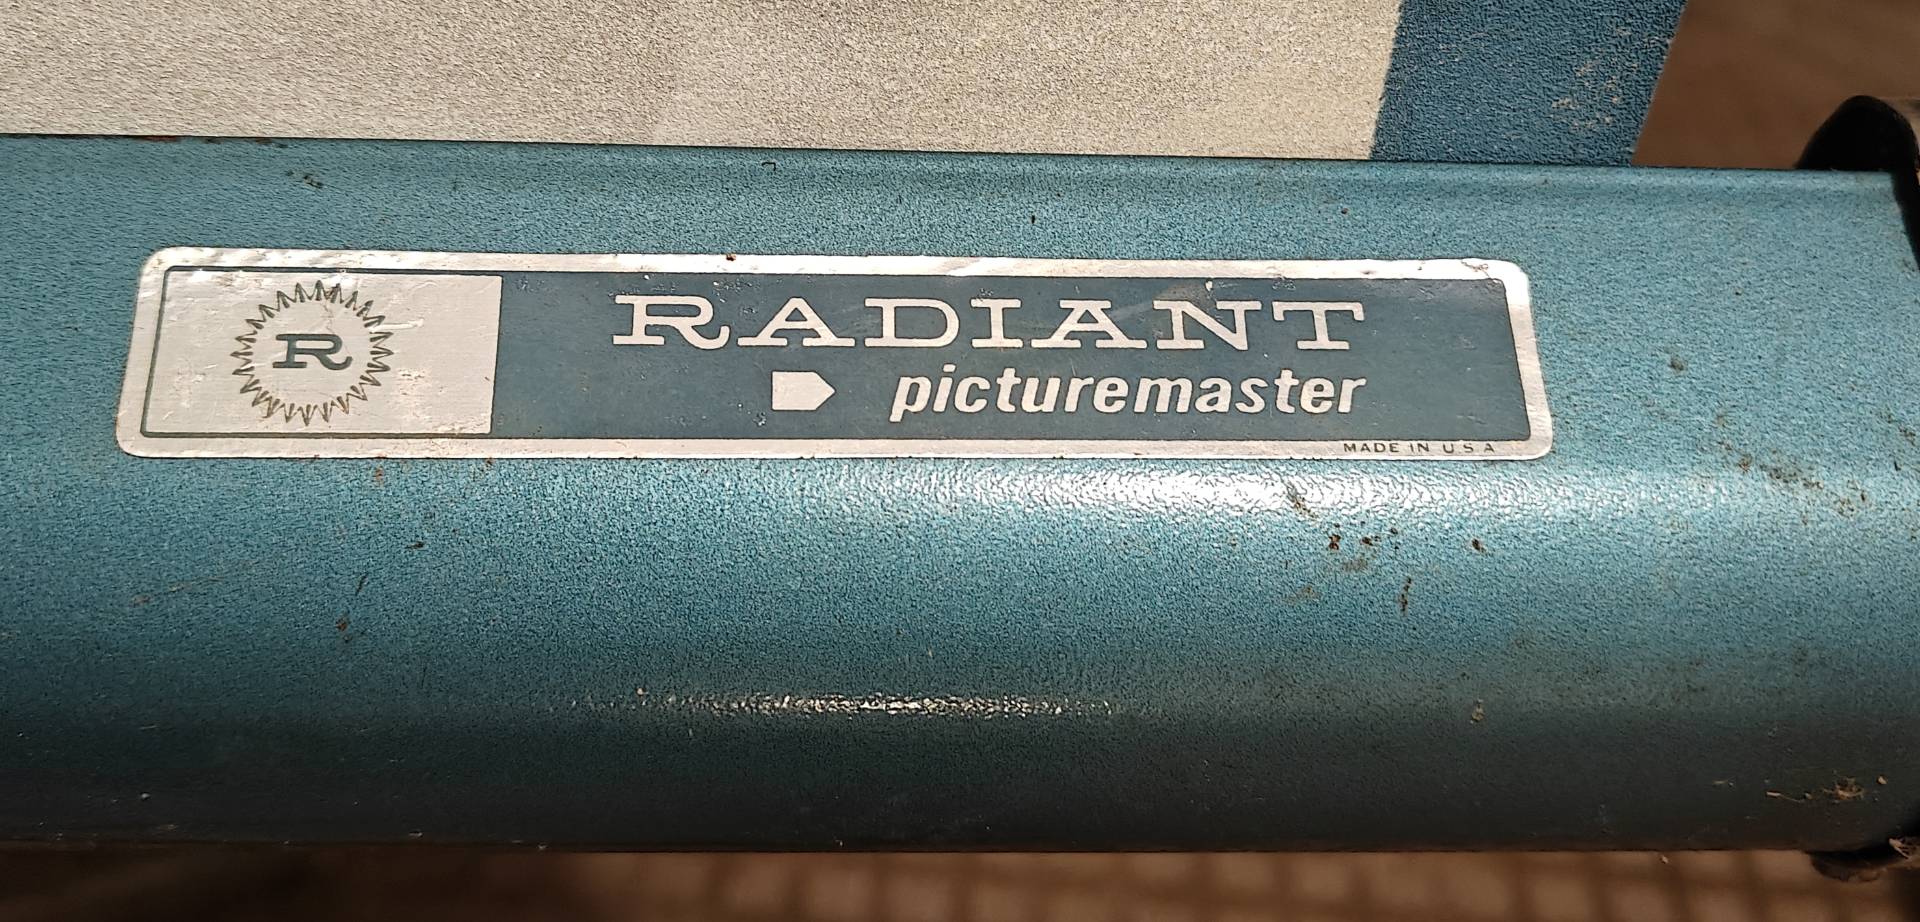 R
RADIANT
picturemaster
MADE IN U.S.A